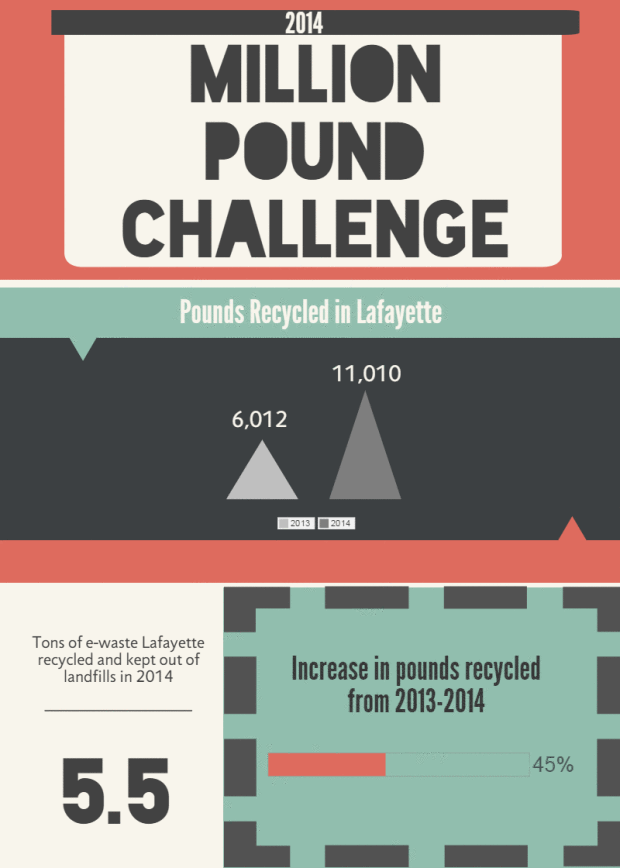 2014
MILLION
POUND
CHALLENGE
Pounds Recycled in Lafayette
11,010
6,012
2013 2014
Tons of e-waste Lafayette
recycled and kept out of
landfills in 2014
5.5
Increase in pounds recycled
from 2013-2014
45%